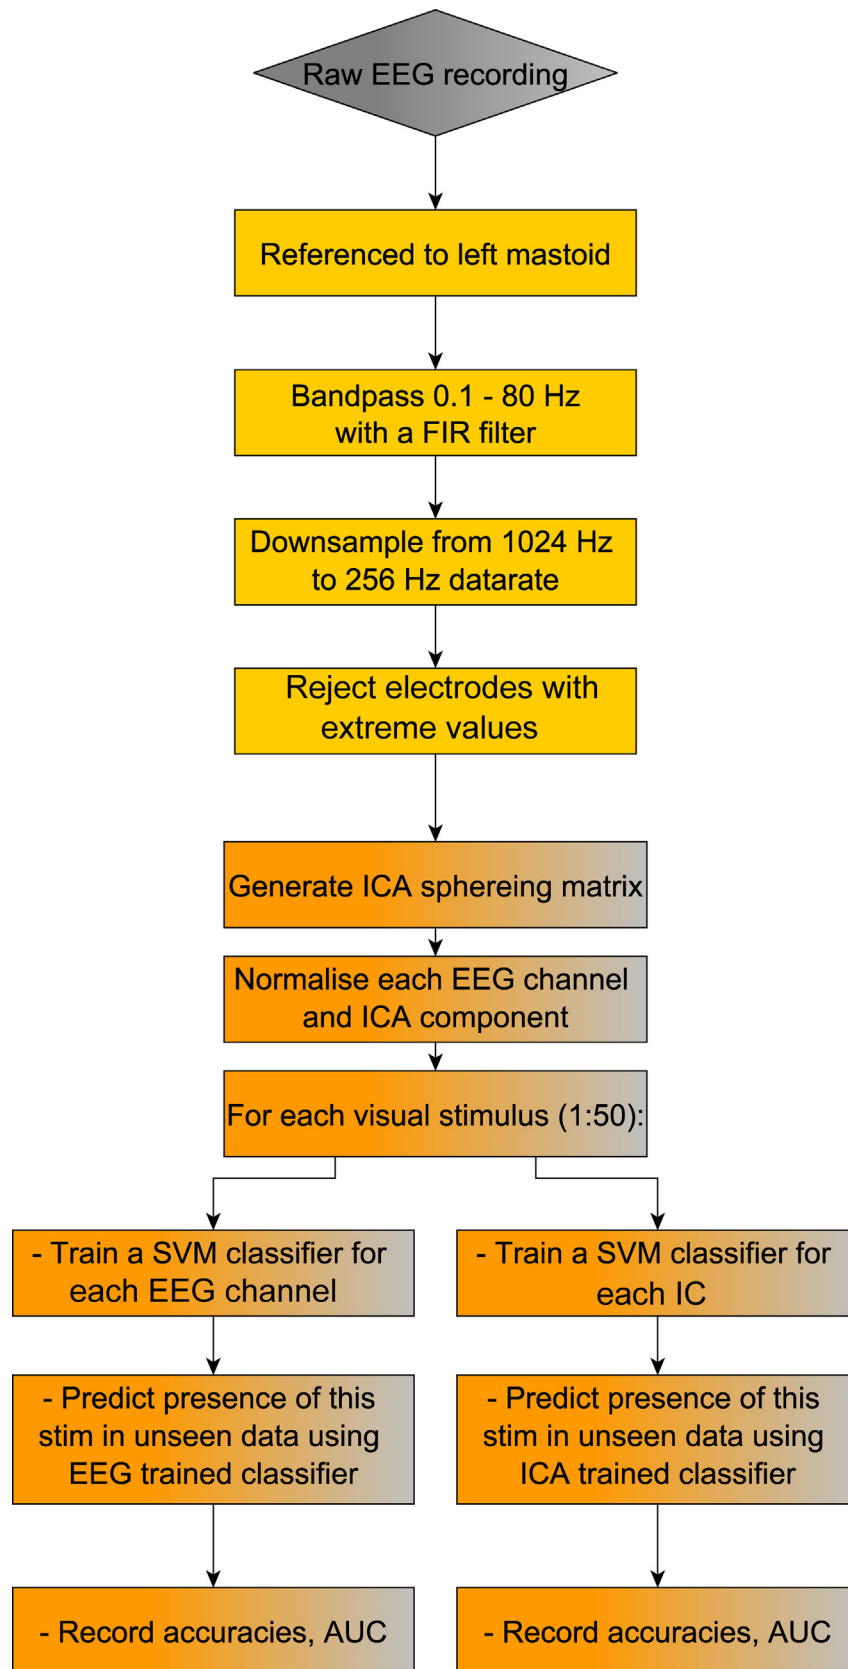 Raw EEG recording
Referenced to left mastoid
Bandpass 0.1 - 80 Hz
with a FIR filter
Downsample from 1024 Hz
to 256 Hz datarate
Reject electrodes with
extreme values
Generate ICA sphereing matrix
Normalise each EEG channel
and ICA component
For each visual stimulus (1:50):
- Train a SVM classifier for
each EEG channel
- Predict presence of this
stim in unseen data using
EEG trained classifier
- Record accuracies, AUC
- Train a SVM classifier for
each IC
- Predict presence of this
stim in unseen data using
ICA trained classifier
- Record accuracies, AUC